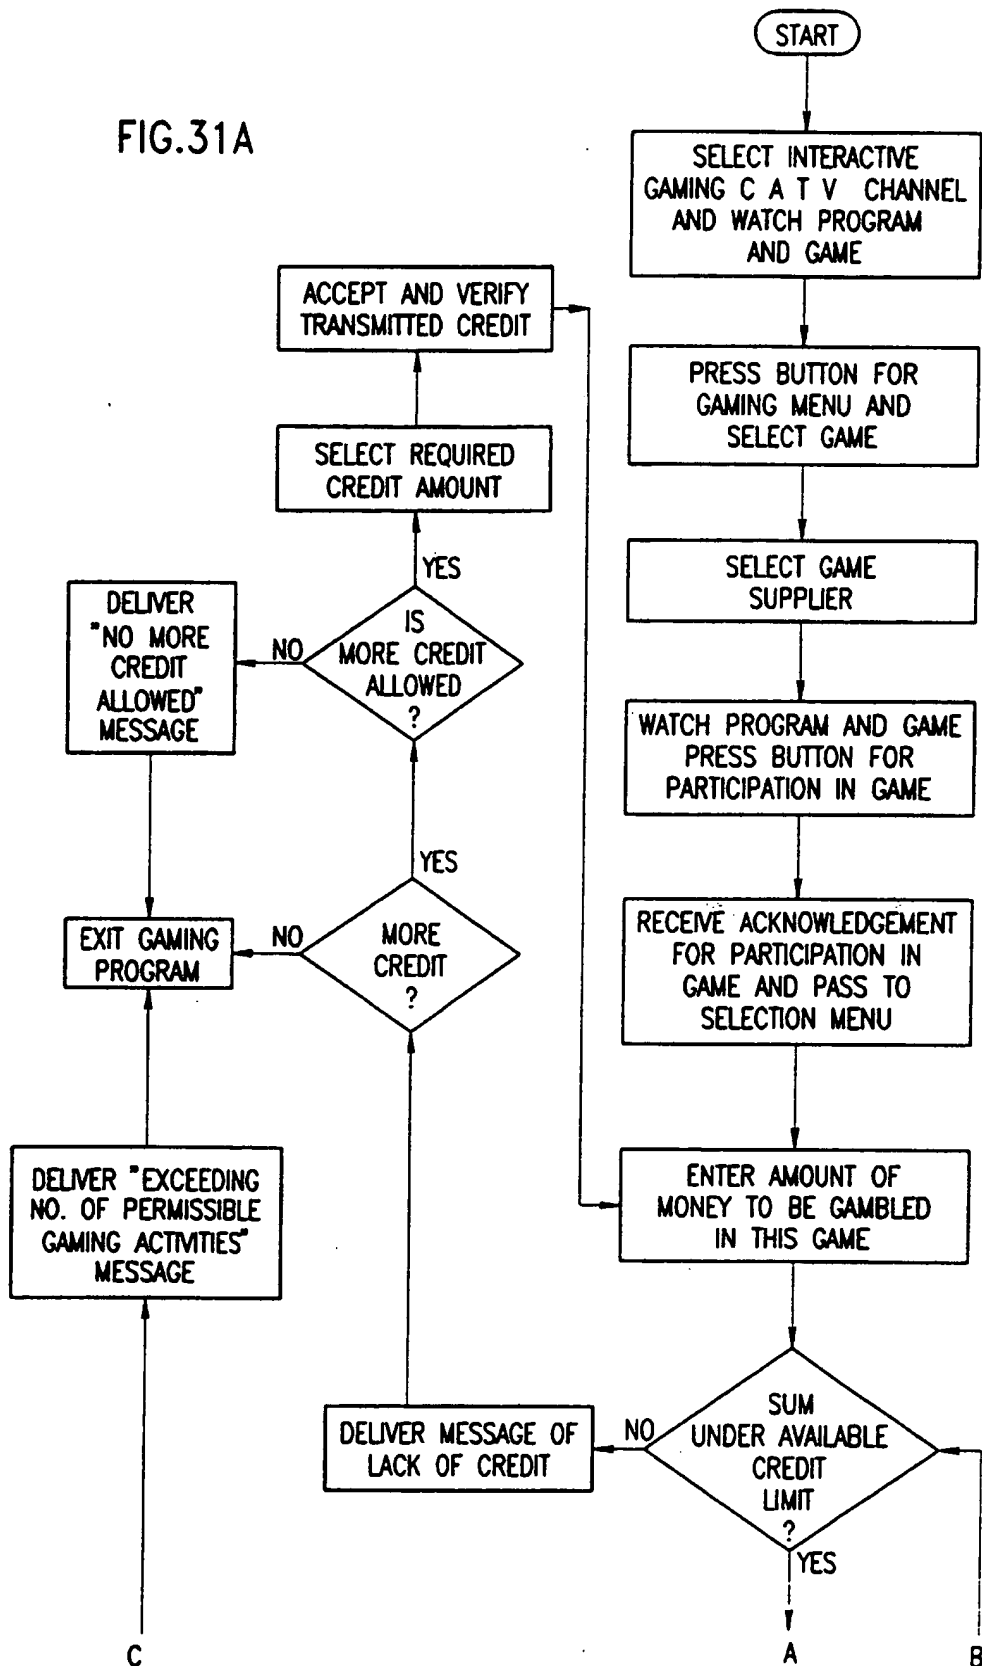 START
FIG.31A
SELECT INTERACTIVE
GAMING C A T V CHANNEL
AND WATCH PROGRAM
AND GAME
ACCEPT AND VERIFY
TRANSMITTED CREDIT
PRESS BUTTON FOR
GAMING MENU AND
SELECT GAME
SELECT REQUIRED
CREDIT AMOUNT
YES
SELECT GAME
SUPPLIER
DELIVER
"NO MORE
CREDIT
ALLOWED"
MESSAGE
NO
IS
MORE CREDIT
ALLOWED
?
WATCH PROGRAM AND GAME
PRESS BUTTON FOR
PARTICIPATION IN GAME
YES
EXIT GAMING
PROGRAM
NO
MORE
CREDIT
?
RECEIVE ACKNOWLEDGEMENT
FOR PARTICIPATION IN
GAME AND PASS TO
SELECTION MENU
DELIVER "EXCEEDING
NO. OF PERMISSIBLE
GAMING ACTIVITIES"
MESSAGE
ENTER AMOUNT OF
MONEY TO BE GAMBLED
IN THIS GAME
DELIVER MESSAGE OF
LACK OF CREDIT
NO
SUM
UNDER AVAILABLE
CREDIT
LIMIT
?
YES
C
A
B